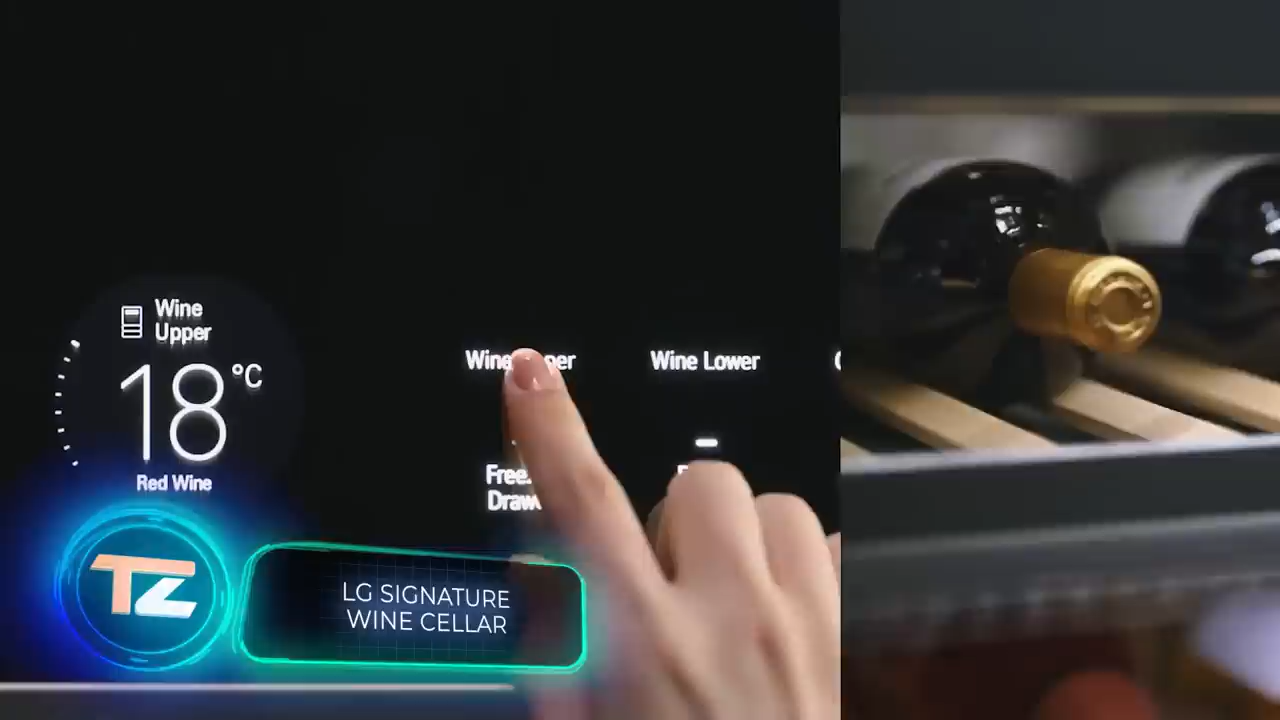 Wine
Upper
18°C
Red Wine
Wine Lower
TZ
LG SIGNATURE
WINE CELLAR